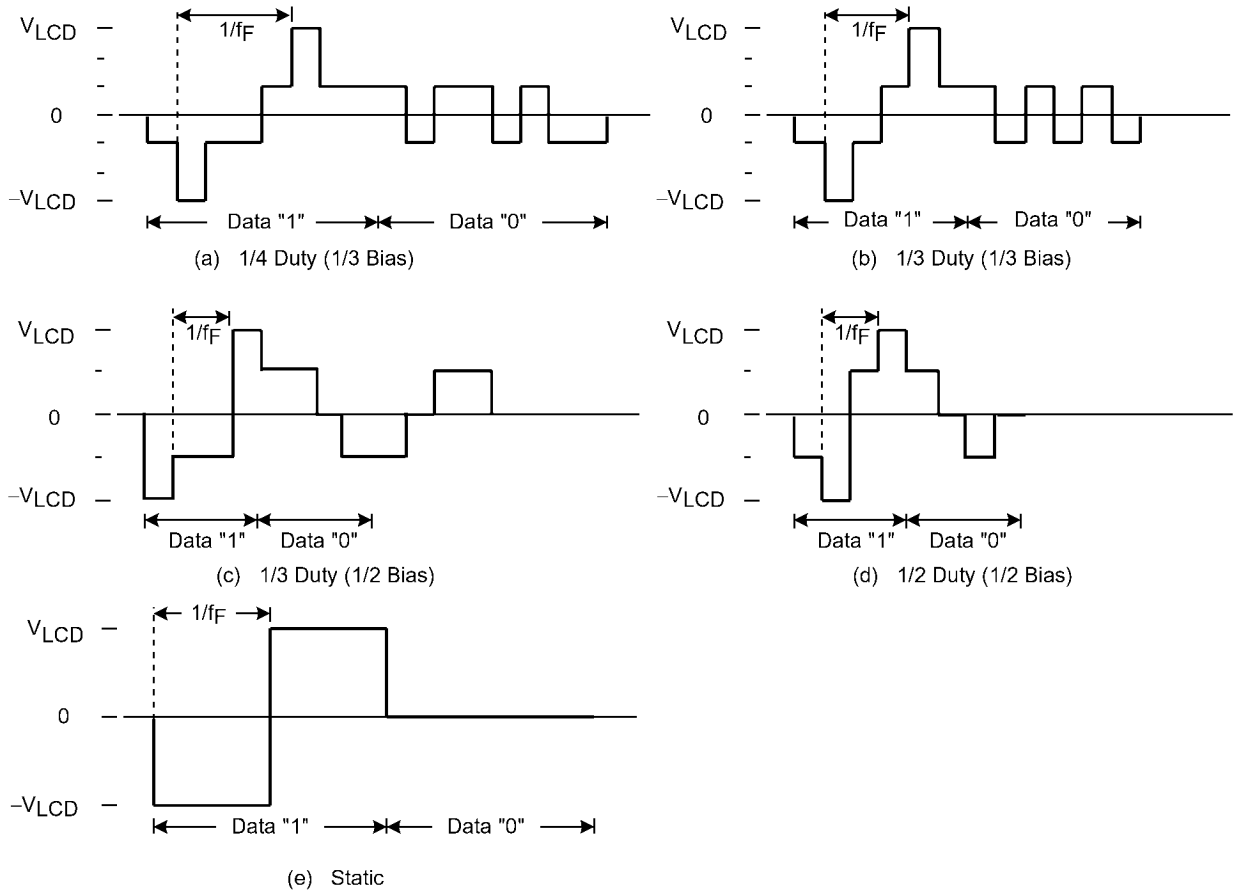 1/fF
VLCD
0
–VLCD
Data "1"
Data "0"
(a) 1/4 Duty (1/3 Bias)
1/fF
VLCD
0
–VLCD
Data "1"
Data "0"
(b) 1/3 Duty (1/3 Bias)
1/fF
VLCD
0
–VLCD
Data "1"
Data "0"
(c) 1/3 Duty (1/2 Bias)
1/fF
VLCD
0
–VLCD
Data "1"
Data "0"
(d) 1/2 Duty (1/2 Bias)
1/fF
VLCD
0
–VLCD
Data "1"
Data "0"
(e) Static